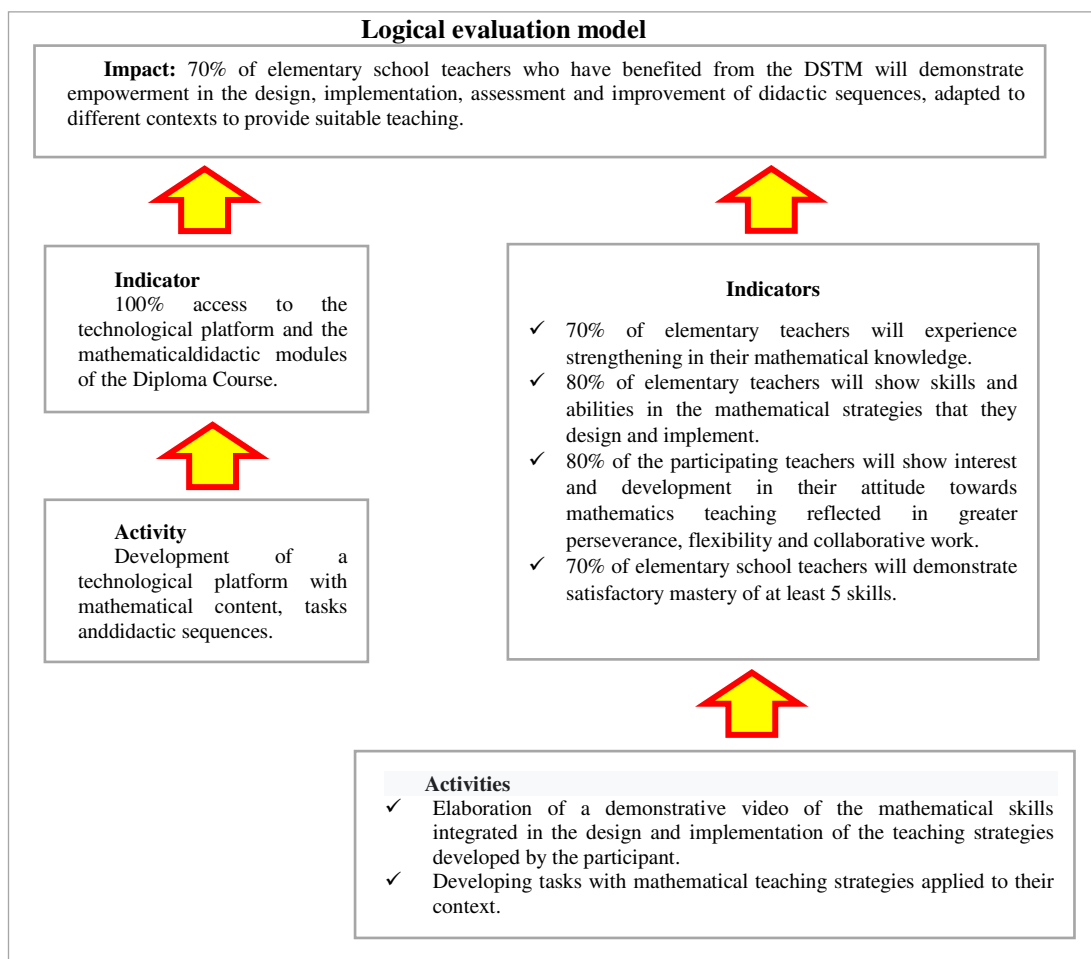 Logical evaluation model
Impact: 70% of elementary school teachers who have benefited from the DSTM will demonstrate
empowerment in the design, implementation, assessment and improvement of didactic sequences, adapted to
different contexts to provide suitable teaching.
Indicator
100% access to the
technological platform and the
mathematicaldidactic modules
of the Diploma Course.
Activity
Development of a
technological platform with
mathematical content, tasks
anddidactic sequences.
Indicators
✓ 70% of elementary teachers will experience
strengthening in their mathematical knowledge.
✓ 80% of elementary teachers will show skills and
abilities in the mathematical strategies that they
design and implement.
✓ 80% of the participating teachers will show interest
and development in their attitude towards
mathematics teaching reflected in greater
perseverance, flexibility and collaborative work.
✓ 70% of elementary school teachers will demonstrate
satisfactory mastery of at least 5 skills.
Activities
✓ Elaboration of a demonstrative video of the mathematical skills
integrated in the design and implementation of the teaching strategies
developed by the participant.
✓ Developing tasks with mathematical teaching strategies applied to their
context.